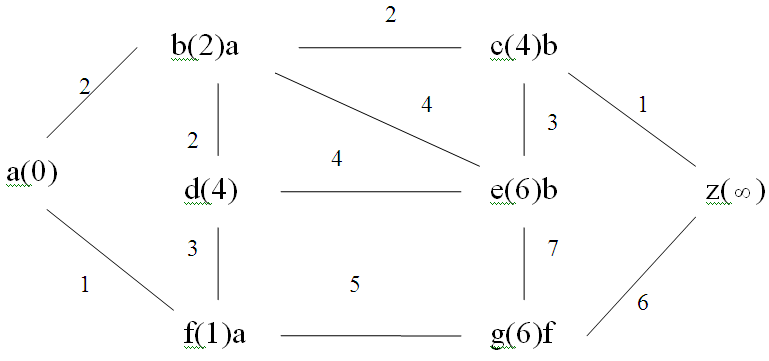 2
b(2)a
c(4)b
2
4
1
2
4
3
a(0)
d(4)
e(6)b
z(∞)
3
7
1
5
6
f(1)a
g(6)f